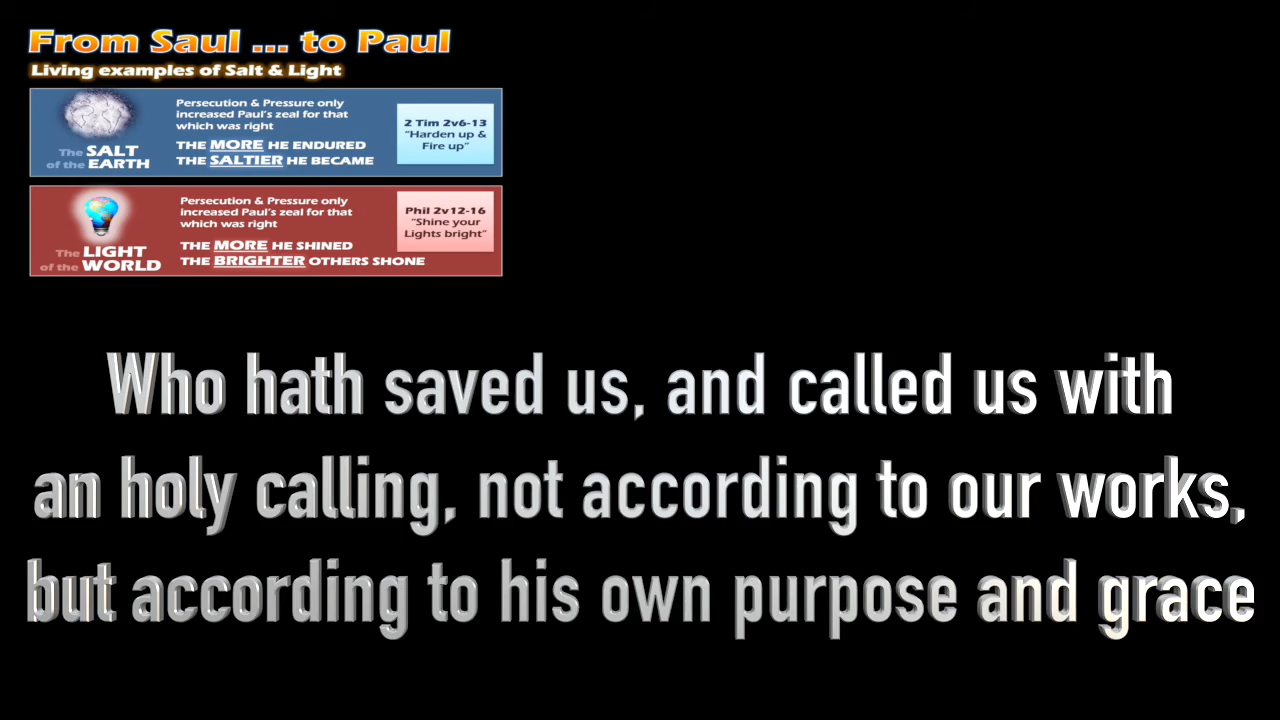 From Saul ... to Paul
Living examples of Salt & Light
Persecution & Pressure only
increased Paul's zeal for that
which was right
THE MORE HE ENDURED
THE SALTIER HE BECAME
The SALT
of the EARTH
2 Tim 2v6-13
"Harden up &
Fire up"
Persecution & Pressure only
increased Paul's zeal for that
which was right
THE MORE HE SHINED
THE BRIGHTER OTHERS SHONE
The LIGHT
of the WORLD
Phil 2v12-16
"Shine your
Lights bright"
Who hath saved us, and called us with
an holy calling, not according to our works,
but according to his own purpose and grace